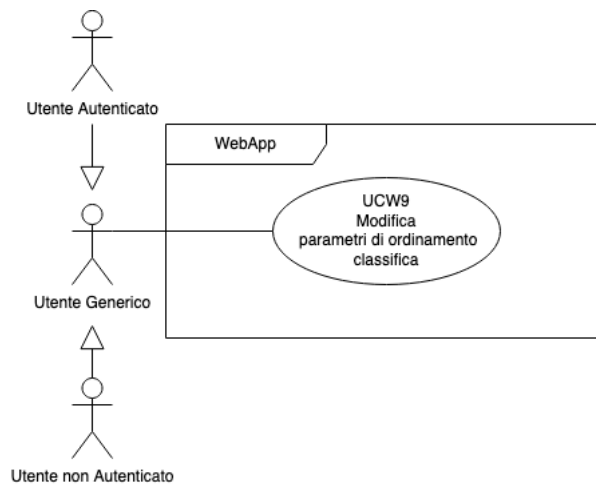 Utente Autenticato
WebApp
UCW9
Modifica
parametri di ordinamento
classifica
Utente Generico
Utente non Autenticato